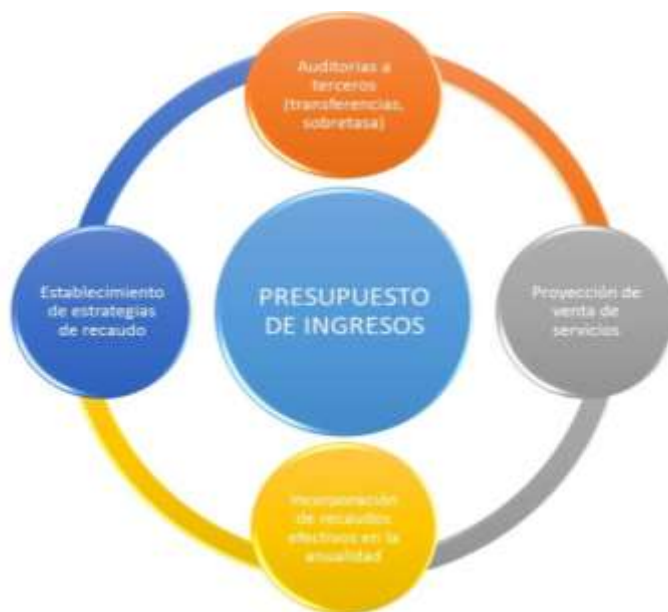 Auditorias a
terceros
(transferencias,
sobretasa)
Proyección de
venta de
servicios
Incorporación
de recaudos
efectivos en la
anualidad
Establecimiento
de estrategias
de recaudo
PRESUPUESTO
DE INGRESOS